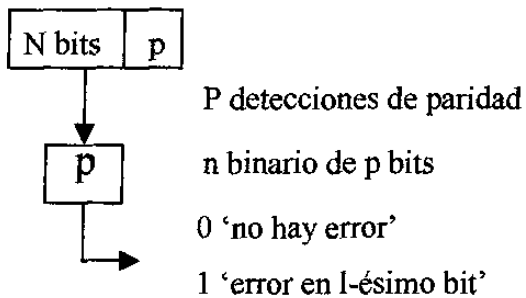 N bits p
P detecciones de paridad
p
n binario de p bits
0 ‘no hay error’
1 ‘error en I-ésimo bit’